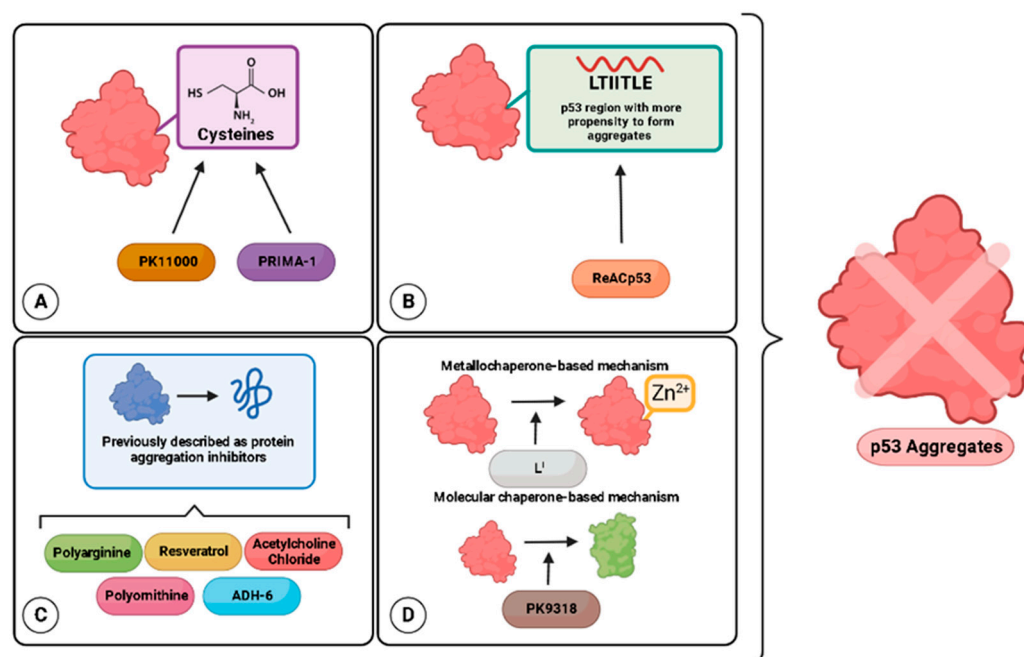 HS
O
OH
NH2
Cysteines
PK11000
PRIMA-1
A
LTIITLE
p53 region with more
propensity to form
aggregates
ReACp53
B
Previously described as protein
aggregation inhibitors
Polyarginine
Resveratrol
Acetylcholine
Chloride
Polyomithine
ADH-6
C
Metallochaperone-based mechanism
Zn²⁺
Lᴵ
Molecular chaperone-based mechanism
PK9318
D
p53 Aggregates